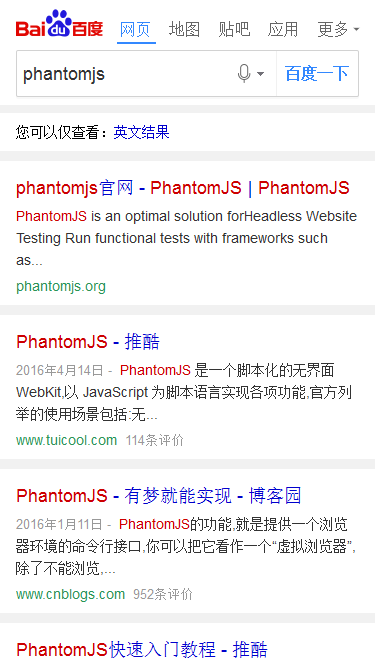 Bai du 百度 网页 地图 贴吧 应用 更多
phantomjs 百度一下
您可以仅查看：英文结果
phantomjs官网 - PhantomJS | PhantomJS
PhantomJS is an optimal solution forHeadless Website
Testing Run functional tests with frameworks such
as...
phantomjs.org
PhantomJS - 推酷
2016年4月14日 - PhantomJS 是一个脚本化的无界面
WebKit,以 JavaScript 为脚本语言实现各项功能,官方列
举的使用场景包括:无...
www.tuicool.com 114条评价
PhantomJS - 有梦就能实现 - 博客园
2016年1月11日 - PhantomJS的功能,就是提供一个浏览
器环境的命令行接口,你可以把它看作一个“虚拟浏览器”,
除了不能浏览,...
www.cnblogs.com 952条评价
PhantomJS快速入门教程 - 推酷